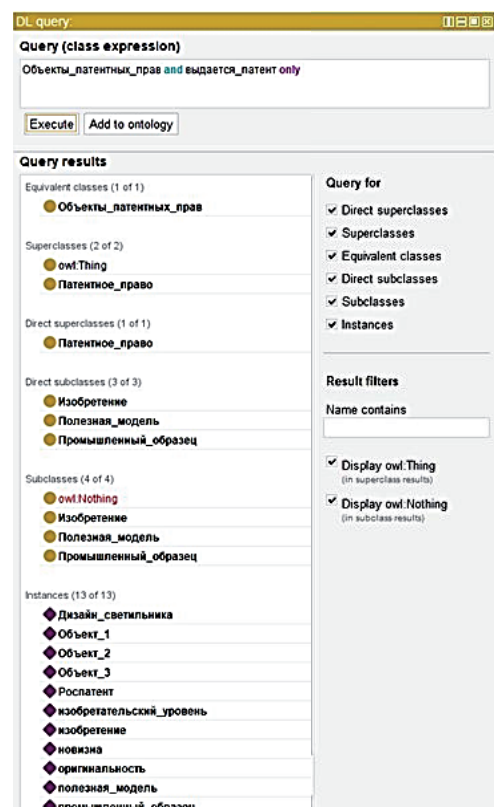 DL query:
Query (class expression)
Объекты_патентных_прав and выдается_патент only
Execute Add to ontology
Query results
Equivalent classes (1 of 1)
Объекты_патентных_прав
Superclasses (2 of 2)
owl:Thing
Патентное_право
Direct superclasses (1 of 1)
Патентное_право
Direct subclasses (3 of 3)
Изобретение
Полезная_модель
Промышленный_образец
Subclasses (4 of 4)
owl:Nothing
Изобретение
Полезная_модель
Промышленный_образец
Instances (13 of 13)
Дизайн_светильника
Объект_1
Объект_2
Объект_3
Роспатент
изобретательский_уровень
изобретение
новизна
оригинальность
полезная_модель
промышленный_образец
Query for
Direct superclasses
Superclasses
Equivalent classes
Direct subclasses
Subclasses
Instances
Result filters
Name contains
Display owl:Thing
(in superclass results)
Display owl:Nothing
(in subclass results)